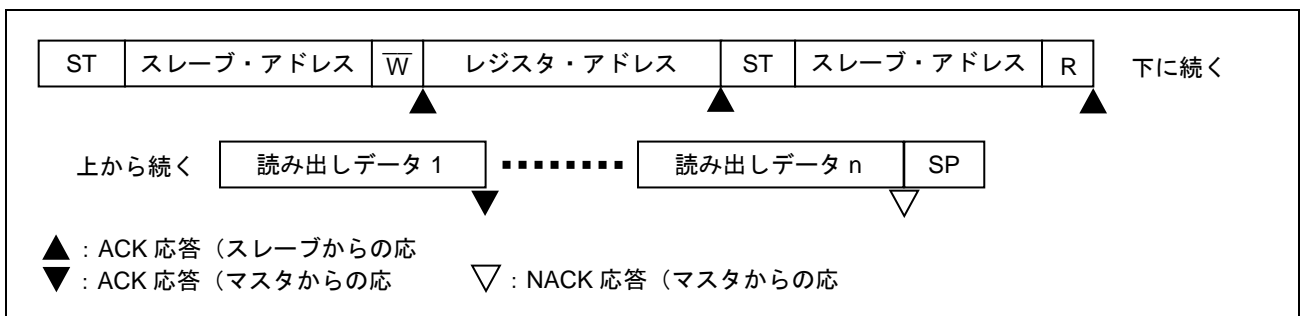 ST スレーブ・アドレス W̅ レジスタ・アドレス ST スレーブ・アドレス R 下に続く
上から続く 読み出しデータ 1 ▪▪▪▪▪▪▪▪ 読み出しデータ n SP
▲ : ACK 応答（スレーブからの応
▼ : ACK 応答（マスタからの応 ▽ : NACK 応答（マスタからの応